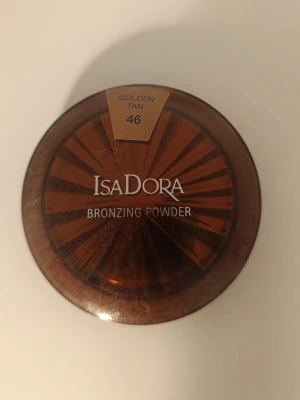 GOLDEN
TAN
46
ISADORA
BRONZING POWDER